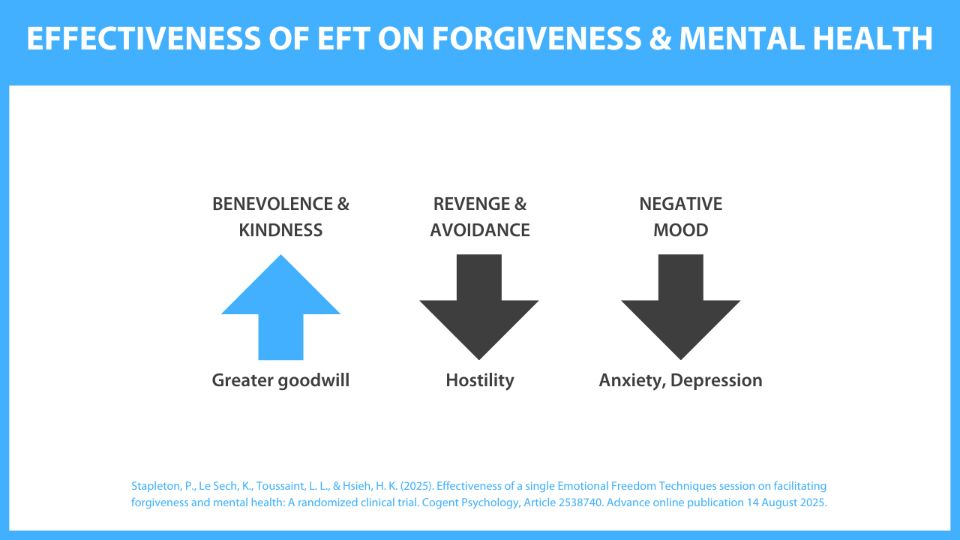 EFFECTIVENESS OF EFT ON FORGIVENESS & MENTAL HEALTH
BENEVOLENCE &
KINDNESS
Greater goodwill
REVENGE &
AVOIDANCE
Hostility
NEGATIVE
MOOD
Anxiety, Depression
Stapleton, P., Le Sech, K., Toussaint, L. L., & Hsieh, H. K. (2025). Effectiveness of a single Emotional Freedom Techniques session on facilitating
forgiveness and mental health: A randomized clinical trial. Cogent Psychology, Article 2538740. Advance online publication 14 August 2025.